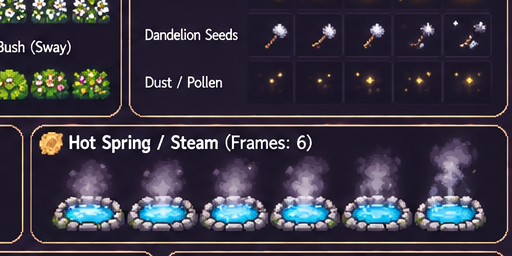 Dandelion Seeds
Bush (Sway)
Dust / Pollen
Hot Spring / Steam (Frames: 6)